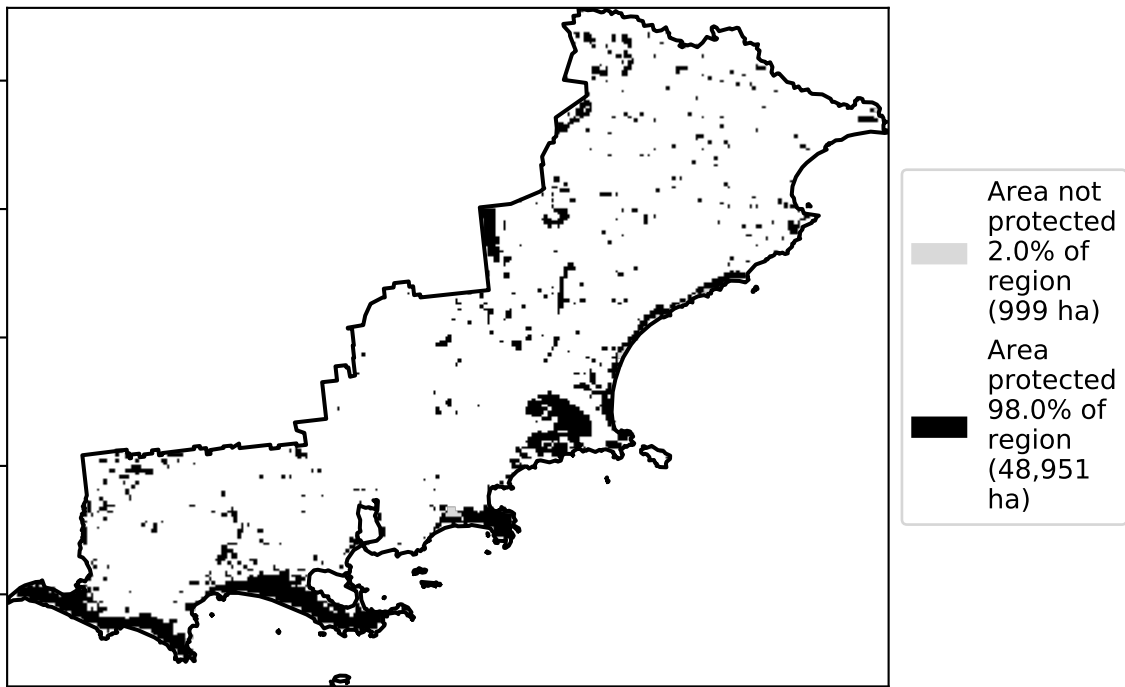 Area not
protected
2.0% of
region
(999 ha)
Area
protected
98.0% of
region
(48,951
ha)